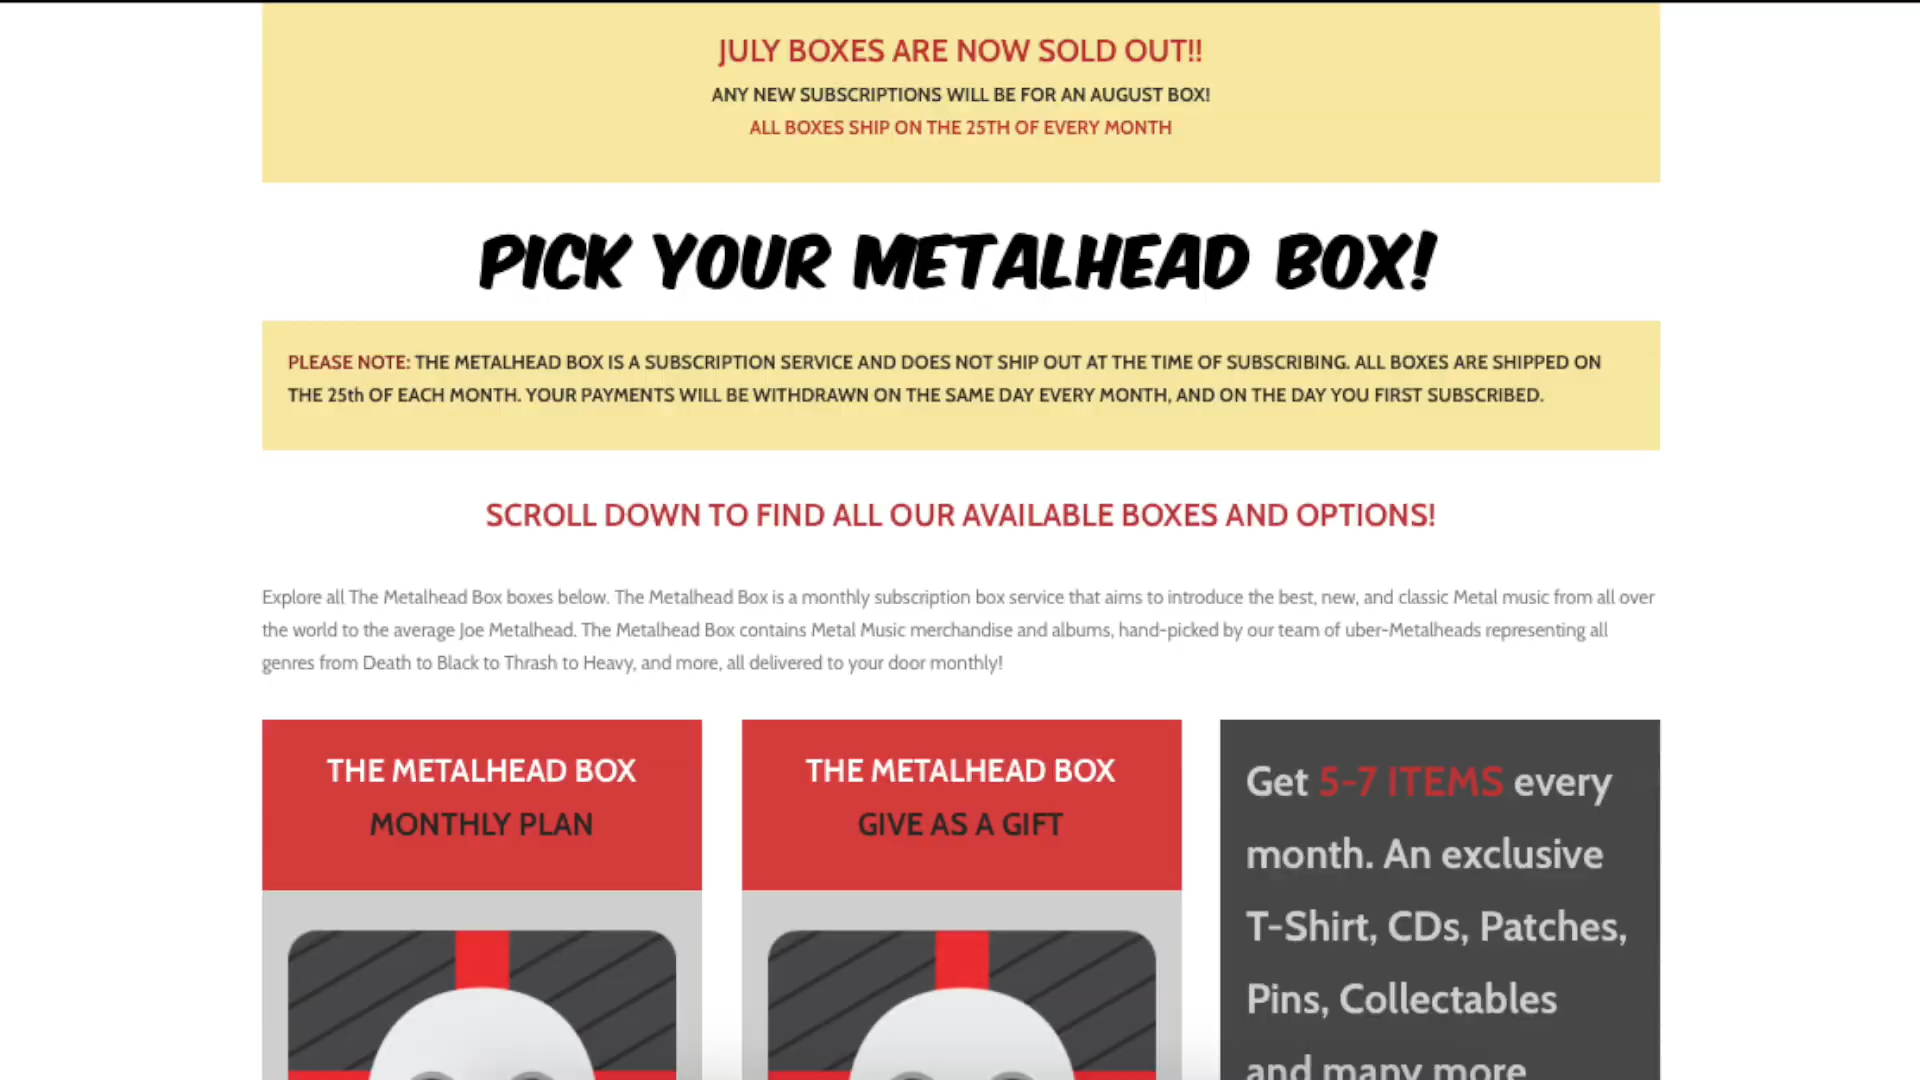 JULY BOXES ARE NOW SOLD OUT!!
ANY NEW SUBSCRIPTIONS WILL BE FOR AN AUGUST BOX!
ALL BOXES SHIP ON THE 25TH OF EVERY MONTH
PICK YOUR METALHEAD BOX!
PLEASE NOTE: THE METALHEAD BOX IS A SUBSCRIPTION SERVICE AND DOES NOT SHIP OUT AT THE TIME OF SUBSCRIBING. ALL BOXES ARE SHIPPED ON
THE 25th OF EACH MONTH. YOUR PAYMENTS WILL BE WITHDRAWN ON THE SAME DAY EVERY MONTH, AND ON THE DAY YOU FIRST SUBSCRIBED.
SCROLL DOWN TO FIND ALL OUR AVAILABLE BOXES AND OPTIONS!
Explore all The Metalhead Box boxes below. The Metalhead Box is a monthly subscription box service that aims to introduce the best, new, and classic Metal music from all over
the world to the average Joe Metalhead. The Metalhead Box contains Metal Music merchandise and albums, hand-picked by our team of uber-Metalheads representing all
genres from Death to Black to Thrash to Heavy, and more, all delivered to your door monthly!
THE METALHEAD BOX
MONTHLY PLAN
THE METALHEAD BOX
GIVE AS A GIFT
Get 5-7 ITEMS every
month. An exclusive
T-Shirt, CDs, Patches,
Pins, Collectables
and many more